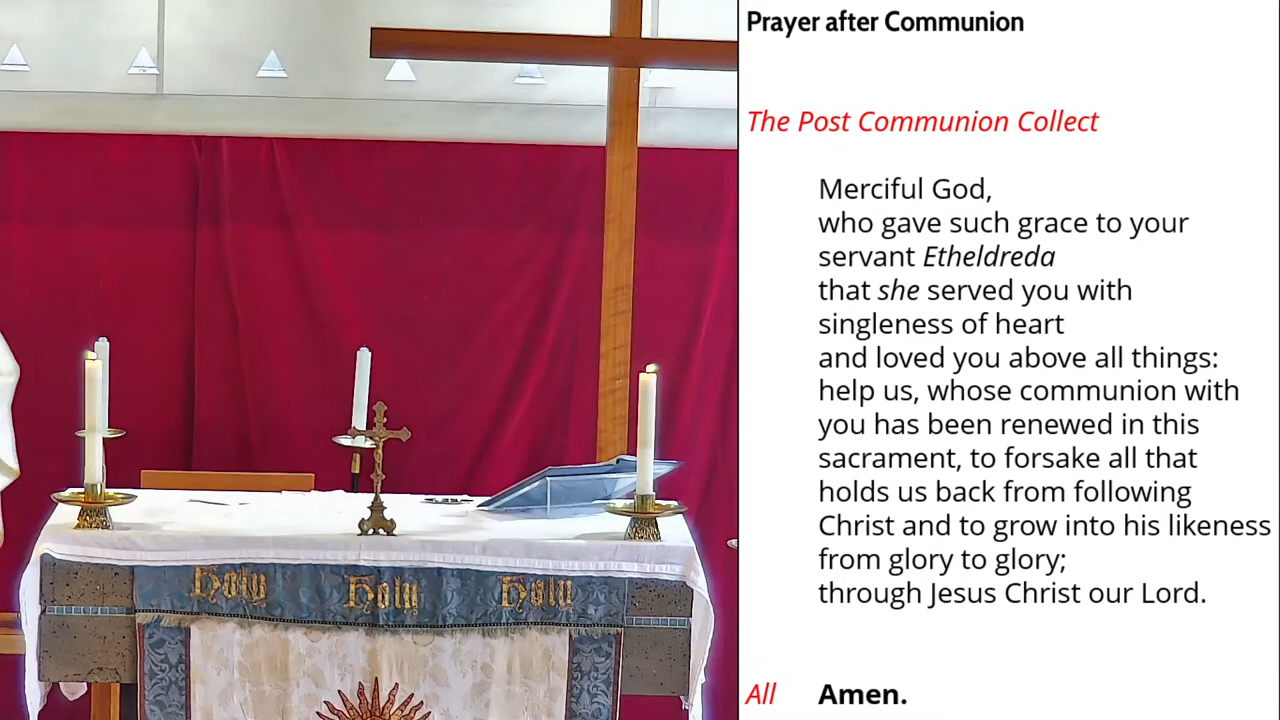 Prayer after Communion
The Post Communion Collect
Merciful God,
who gave such grace to your
servant Etheldreda
that she served you with
singleness of heart
and loved you above all things:
help us, whose communion with
you has been renewed in this
sacrament, to forsake all that
holds us back from following
Christ and to grow into his likeness
from glory to glory;
through Jesus Christ our Lord.
All Amen.
Holy Holy Holy